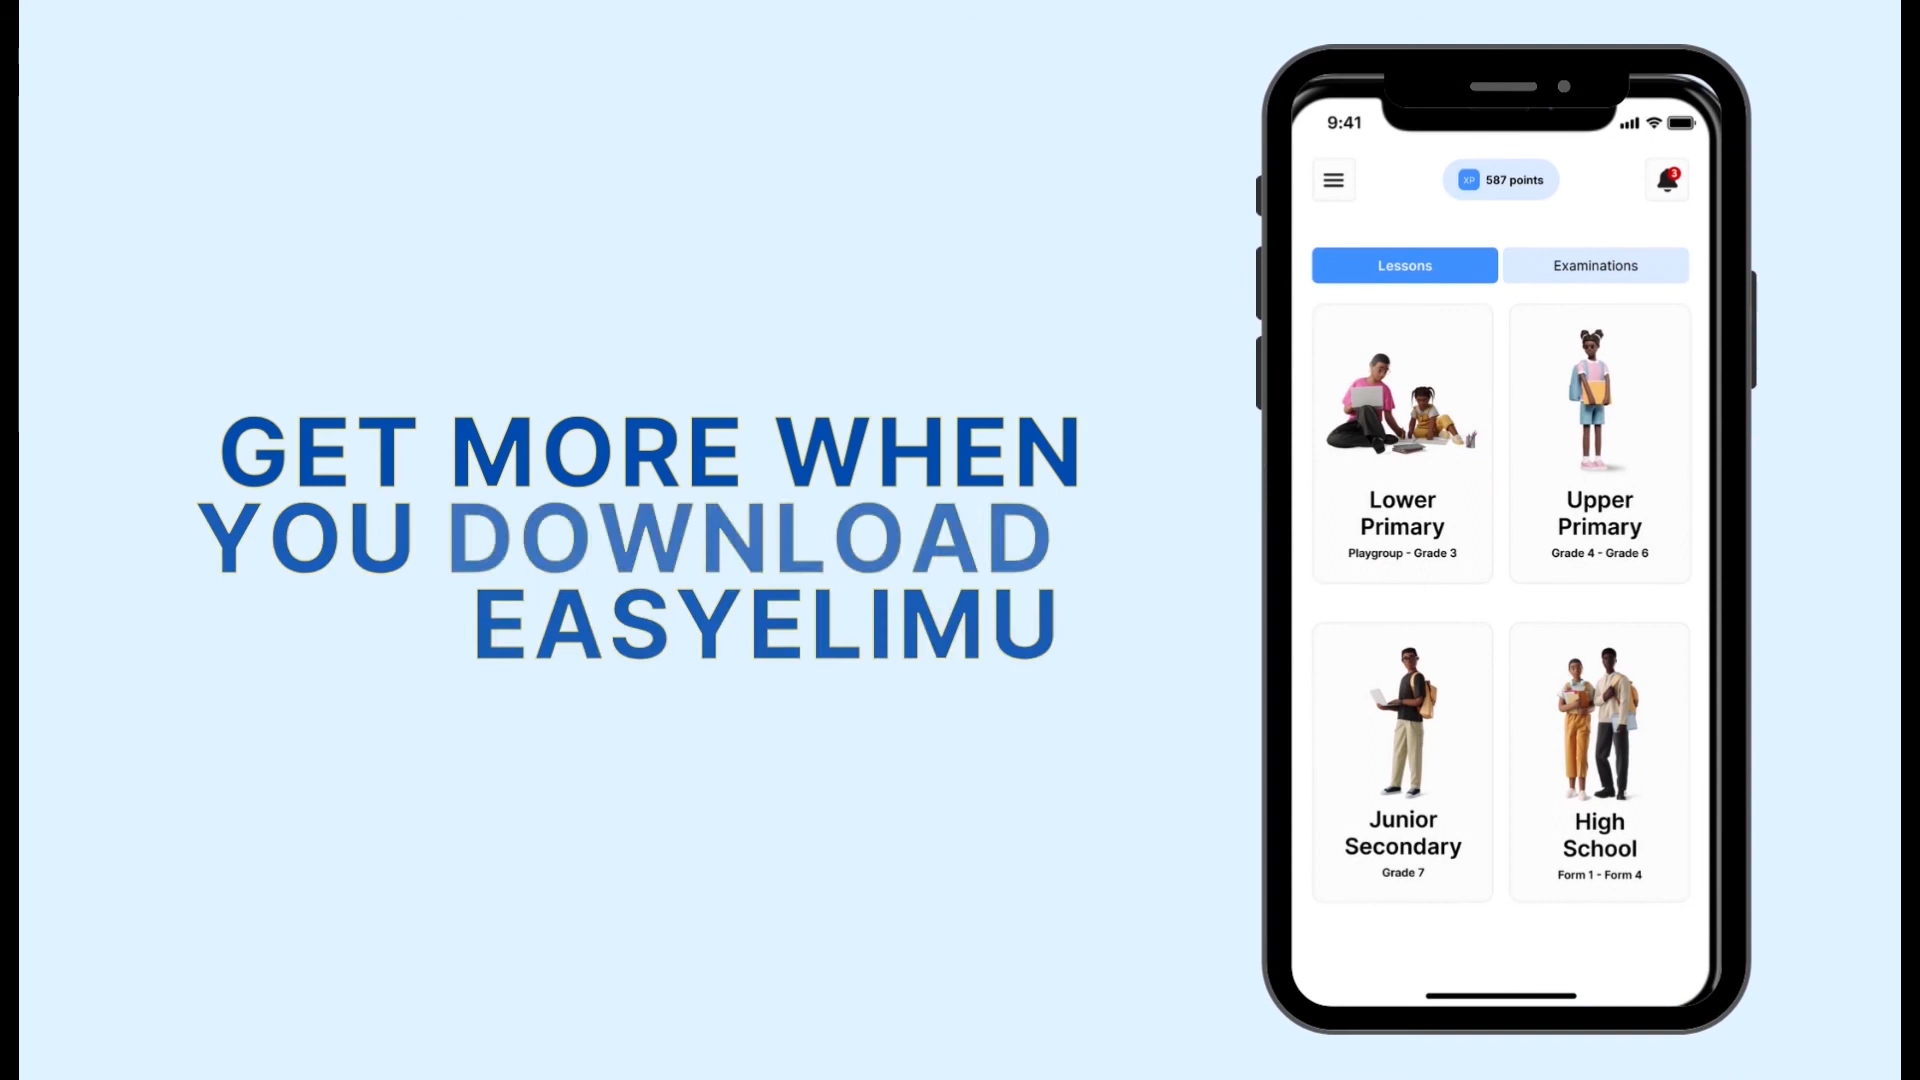 GET MORE WHEN
YOU DOWNLOAD
EASYELIMU
9:41
XP 587 points
3
Lessons
Examinations
Lower
Primary
Playgroup - Grade 3
Upper
Primary
Grade 4 - Grade 6
Junior
Secondary
Grade 7
High
School
Form 1 - Form 4